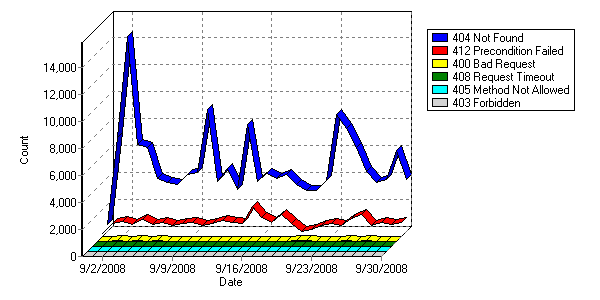 404 Not Found
412 Precondition Failed
400 Bad Request
408 Request Timeout
405 Method Not Allowed
403 Forbidden
14,000
12,000
10,000
8,000
6,000
4,000
2,000
0
Count
9/2/2008 9/9/2008 9/16/2008 9/23/2008 9/30/2008
Date